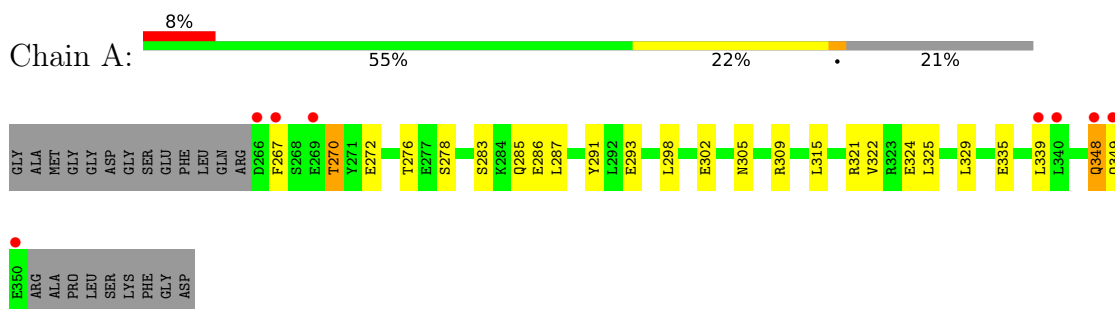 8%
Chain A:
55% 22% • 21%
GLY ALA MET GLY GLY ASP GLY SER GLU PHE LEU GLN ARG D266 F267 S268 E269 T270 Y271 E272 T276 E277 S278 S283 K284 Q285 E286 L287 Y291 L292 E293 L298 E302 N305 R309 L315 R321 V322 R323 E324 L325 L329 E335 L339 L340 Q348 Q349
E350 ARG ALA PRO LEU SER LYS PHE GLY ASP